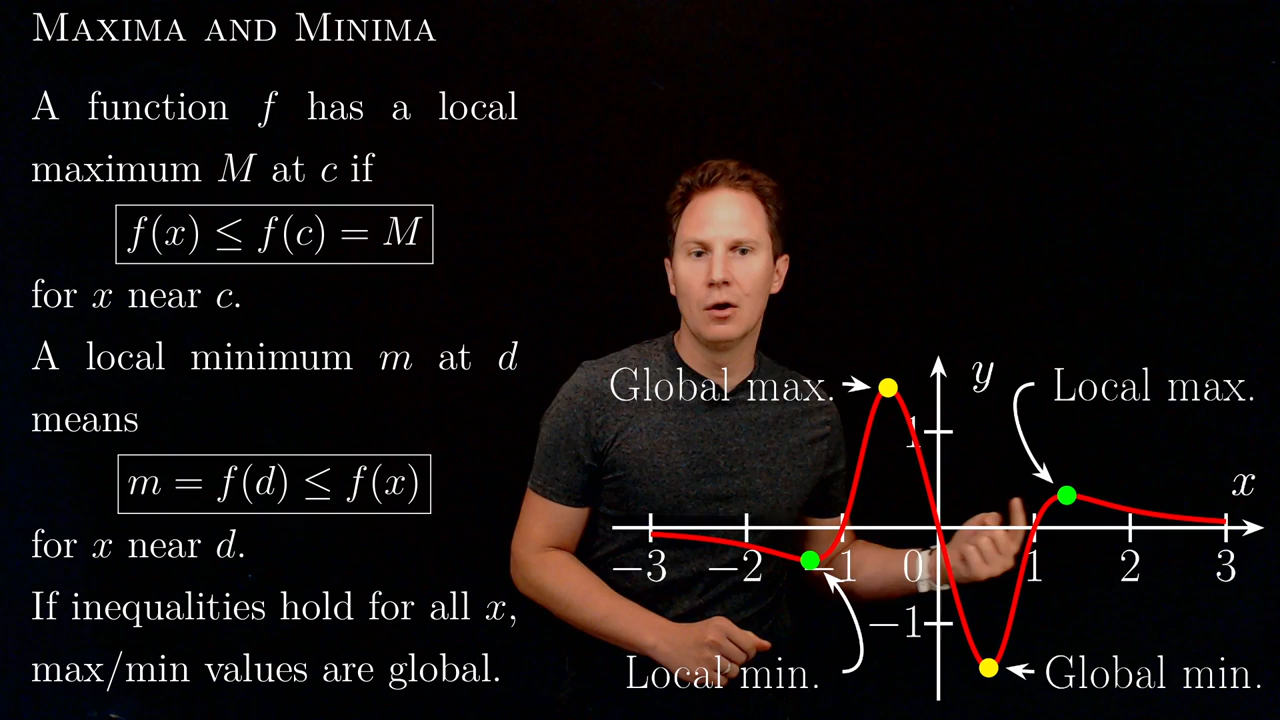 MAXIMA AND MINIMA
A function f has a local
maximum M at c if
f(x) ≤ f(c) = M
for x near c.
A local minimum m at d
means
m = f(d) ≤ f(x)
for x near d.
If inequalities hold for all x,
max/min values are global.
Global max.
y
Local max.
1
x
−3 −2 −1 0 1 2 3
−1
Local min.
Global min.